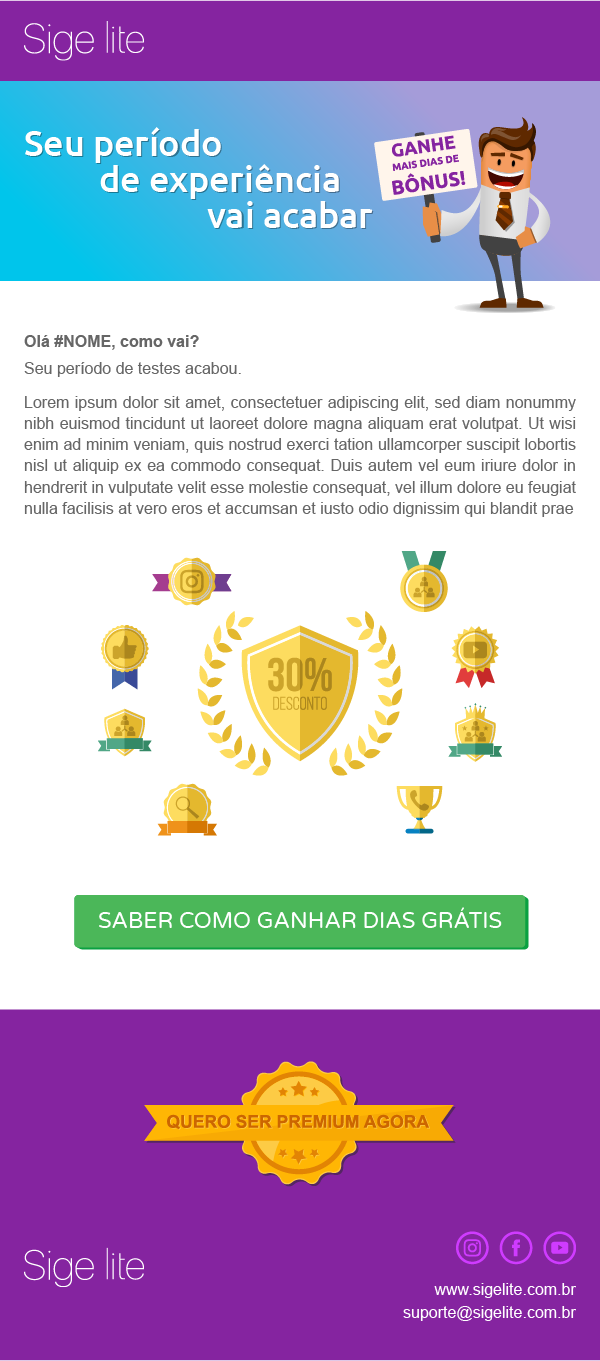 Sige lite
Seu período
de experiência
vai acabar
GANHE
MAIS DIAS DE
BÔNUS!
Olá #NOME, como vai?
Seu período de testes acabou.
Lorem ipsum dolor sit amet, consectetuer adipiscing elit, sed diam nonummy
nibh euismod tincidunt ut laoreet dolore magna aliquam erat volutpat. Ut wisi
enim ad minim veniam, quis nostrud exerci tation ullamcorper suscipit lobortis
nisl ut aliquip ex ea commodo consequat. Duis autem vel eum iriure dolor in
hendrerit in vulputate velit esse molestie consequat, vel illum dolore eu feugiat
nulla facilisis at vero eros et accumsan et iusto odio dignissim qui blandit prae
30%
DESCONTO
SABER COMO GANHAR DIAS GRÁTIS
QUERO SER PREMIUM AGORA
Sige lite
www.sigelite.com.br
suporte@sigelite.com.br